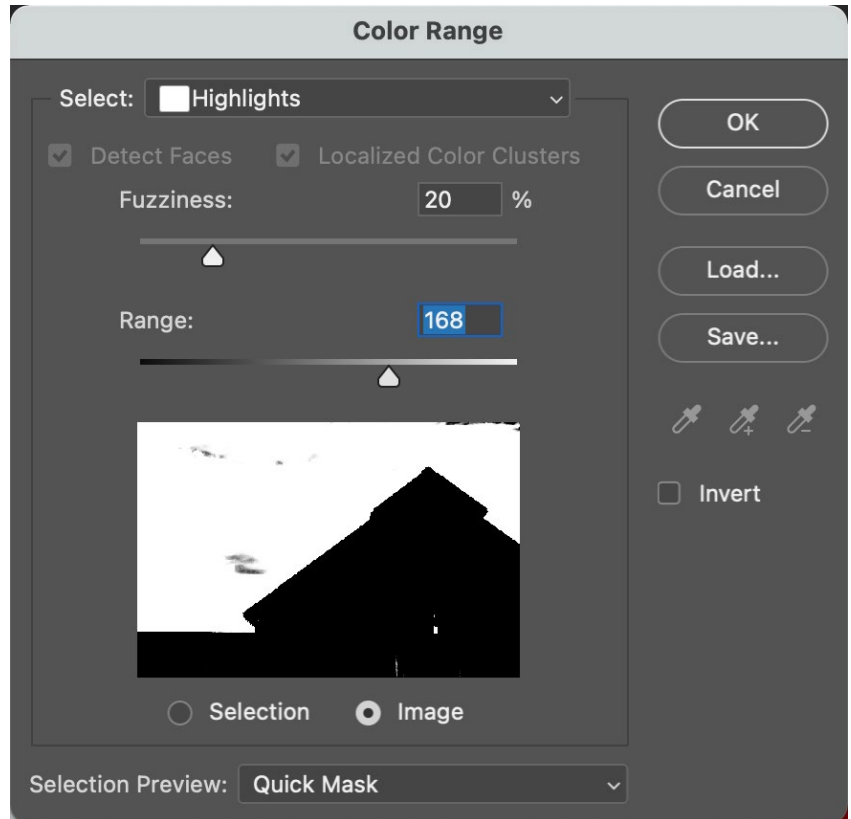 Color Range
Select: Highlights
OK
Detect Faces Localized Color Clusters
Cancel
Fuzziness: 20 %
Load...
Range: 168
Save...
Invert
Selection Image
Selection Preview: Quick Mask